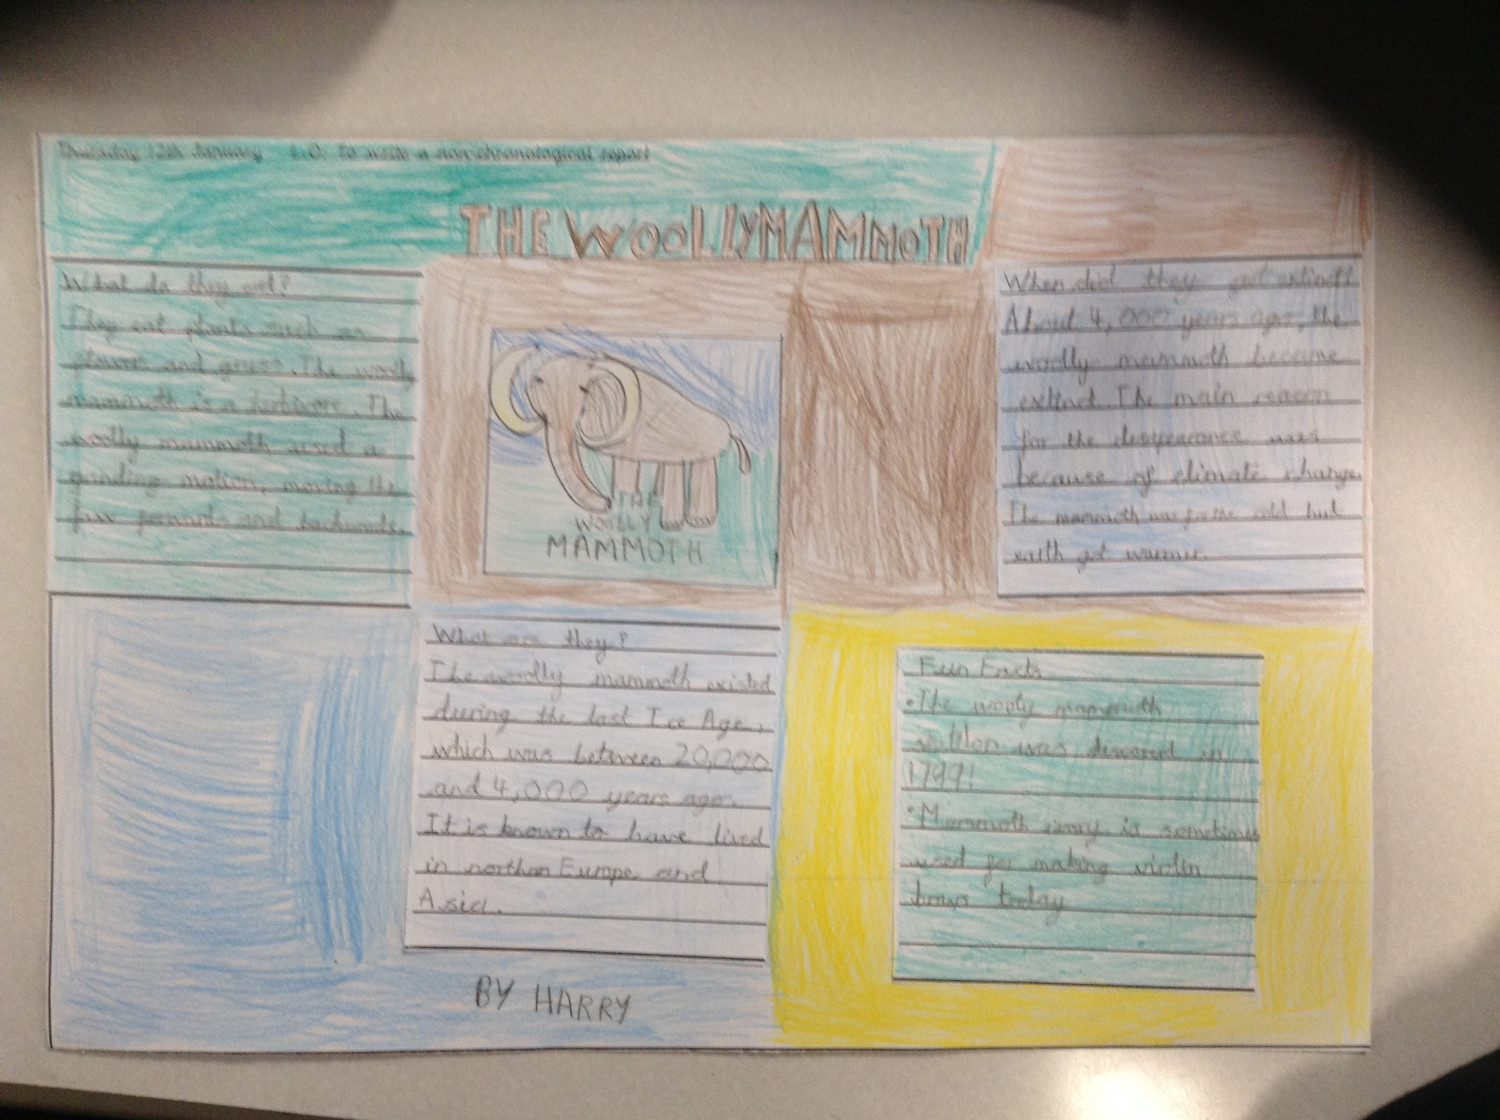 Thursday 12th January L.O. To write a non-chronological report
THE WOOLLY MAMMOTH
What do they eat?
They eat plants such as
flowers and grass. The woolly
mammoth is a herbivore. The
woolly mammoth used a
grinding motion, moving the
jaw forwards and backwards.
THE
WOOLLY
MAMMOTH
When did they get extinct?
About 4,000 years ago, the
woolly mammoth became
extinct. The main reason
for the
because of climate change.
The mammoth was for the cold but
earth got warmer.
What are they?
The woolly mammoth existed
during the last Ice Age,
which was between 20,000
and 4,000 years ago.
It is known to have lived
in northan Europe and
Asia.
Fun Facts
•The wooly mammoth
was in
1799!
•Mammoth ivory is sometimes
used for making violin
bows today
BY HARRY